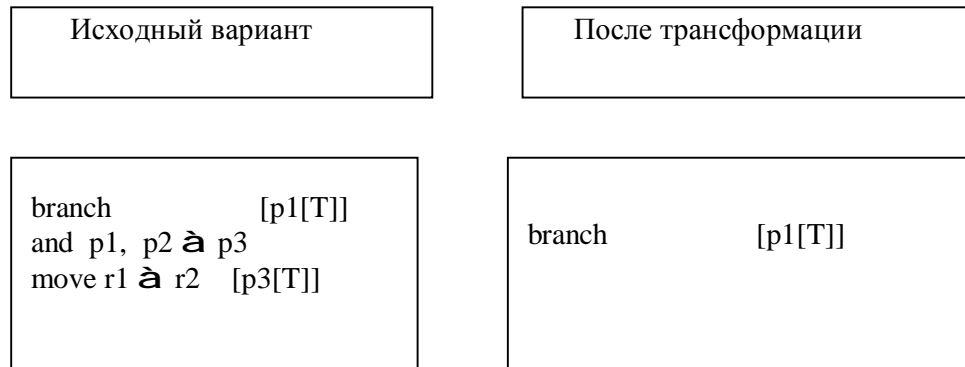 Исходный вариант
После трансформации
branch [p1[T]]
and p1, p2 à p3
move r1 à r2 [p3[T]]
branch [p1[T]]